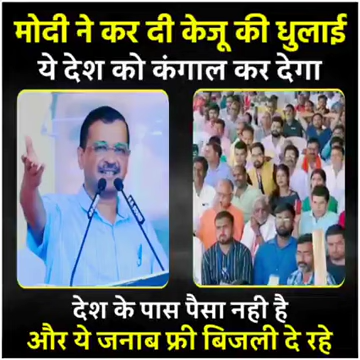 मोदी ने कर दी केजू की धुलाई
ये देश को कंगाल कर देगा
देश के पास पैसा नही है
और ये जनाब फ्री बिजली दे रहे